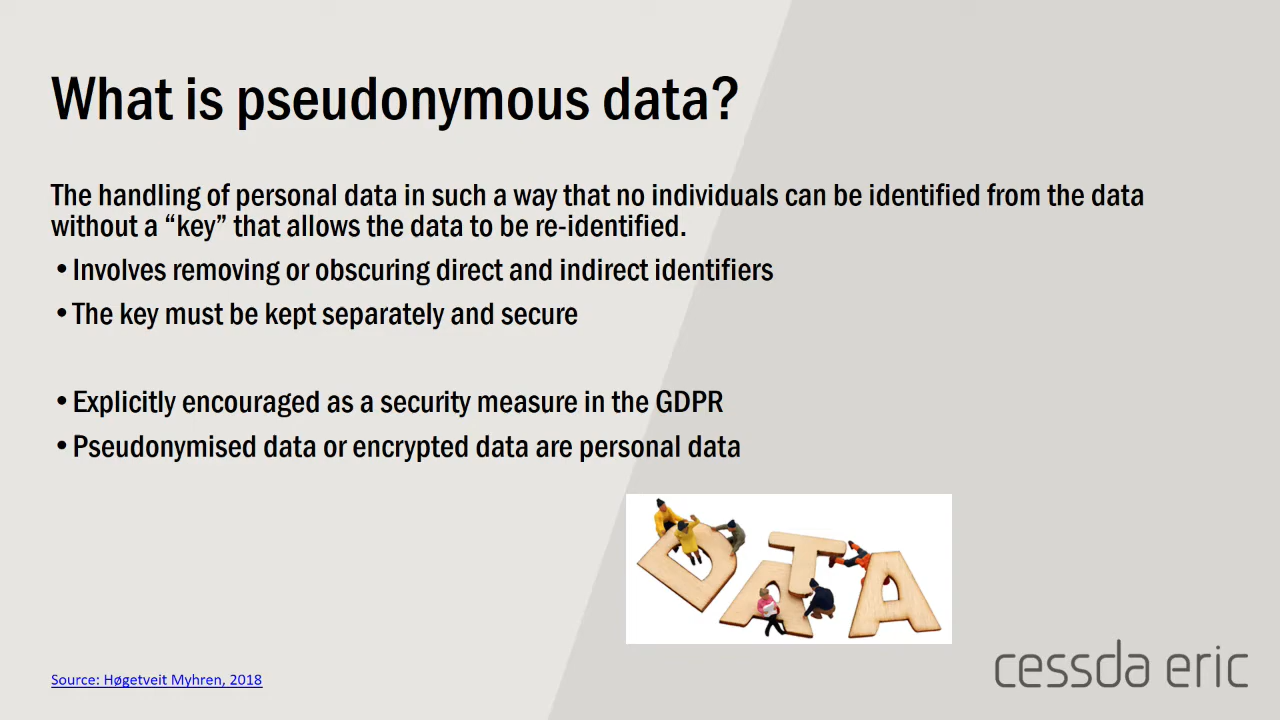 What is pseudonymous data?
The handling of personal data in such a way that no individuals can be identified from the data
without a “key” that allows the data to be re-identified.
• Involves removing or obscuring direct and indirect identifiers
• The key must be kept separately and secure
• Explicitly encouraged as a security measure in the GDPR
• Pseudonymised data or encrypted data are personal data
DATA
Source: Høgetveit Myhren, 2018
cessda eric